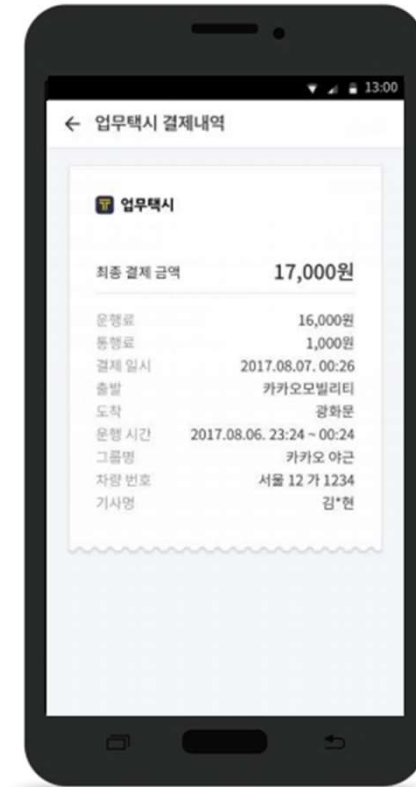 13:00
← 업무택시 결제내역
T 업무택시
최종 결제 금액 17,000원
운행료 16,000원
통행료 1,000원
결제 일시 2017.08.07. 00:26
출발 카카오모빌리티
도착 광화문
운행 시간 2017.08.06. 23:24 ~ 00:24
그룹명 카카오 야근
차량 번호 서울 12 가 1234
기사명 김*현